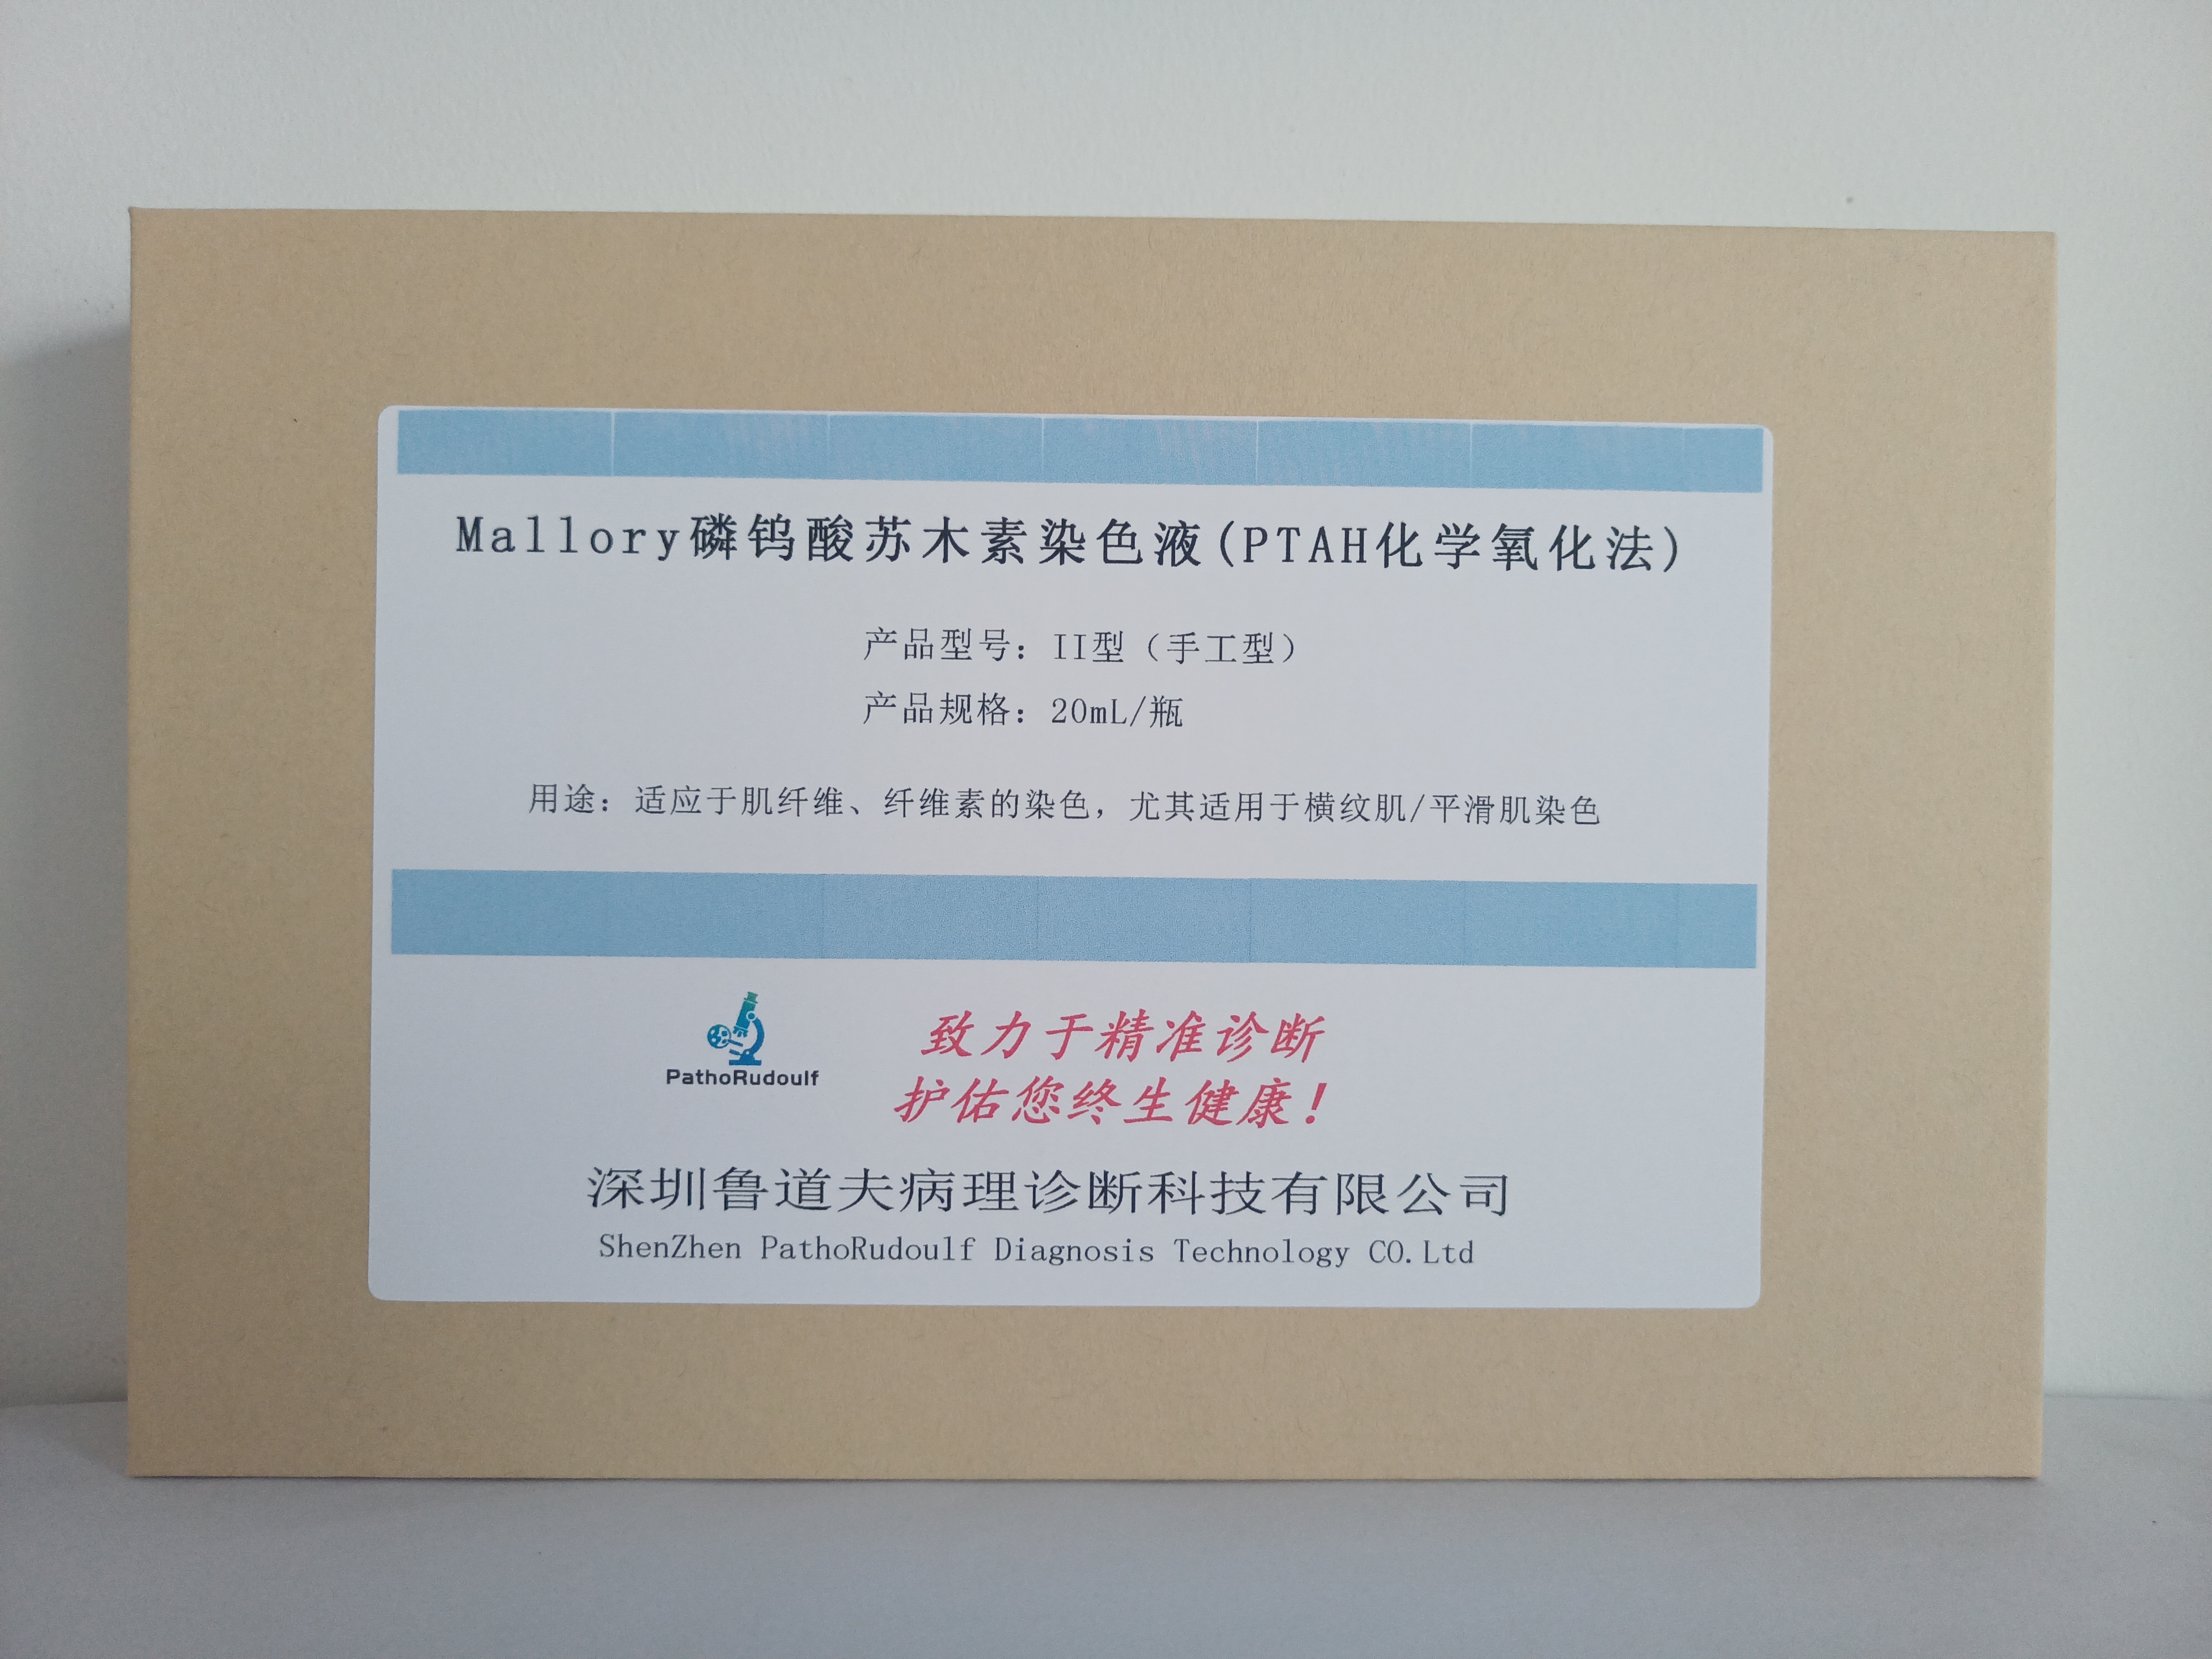 Mallory磷钨酸苏木素染色液(PTAH化学氧化法)
产品型号：II型（手工型）
产品规格：20mL/瓶
用途：适应于肌纤维、纤维素的染色，尤其适用于横纹肌/平滑肌染色
PathoRudoulf
致力于精准诊断
护佑您终生健康！
深圳鲁道夫病理诊断科技有限公司
ShenZhen PathoRudoulf Diagnosis Technology CO.Ltd